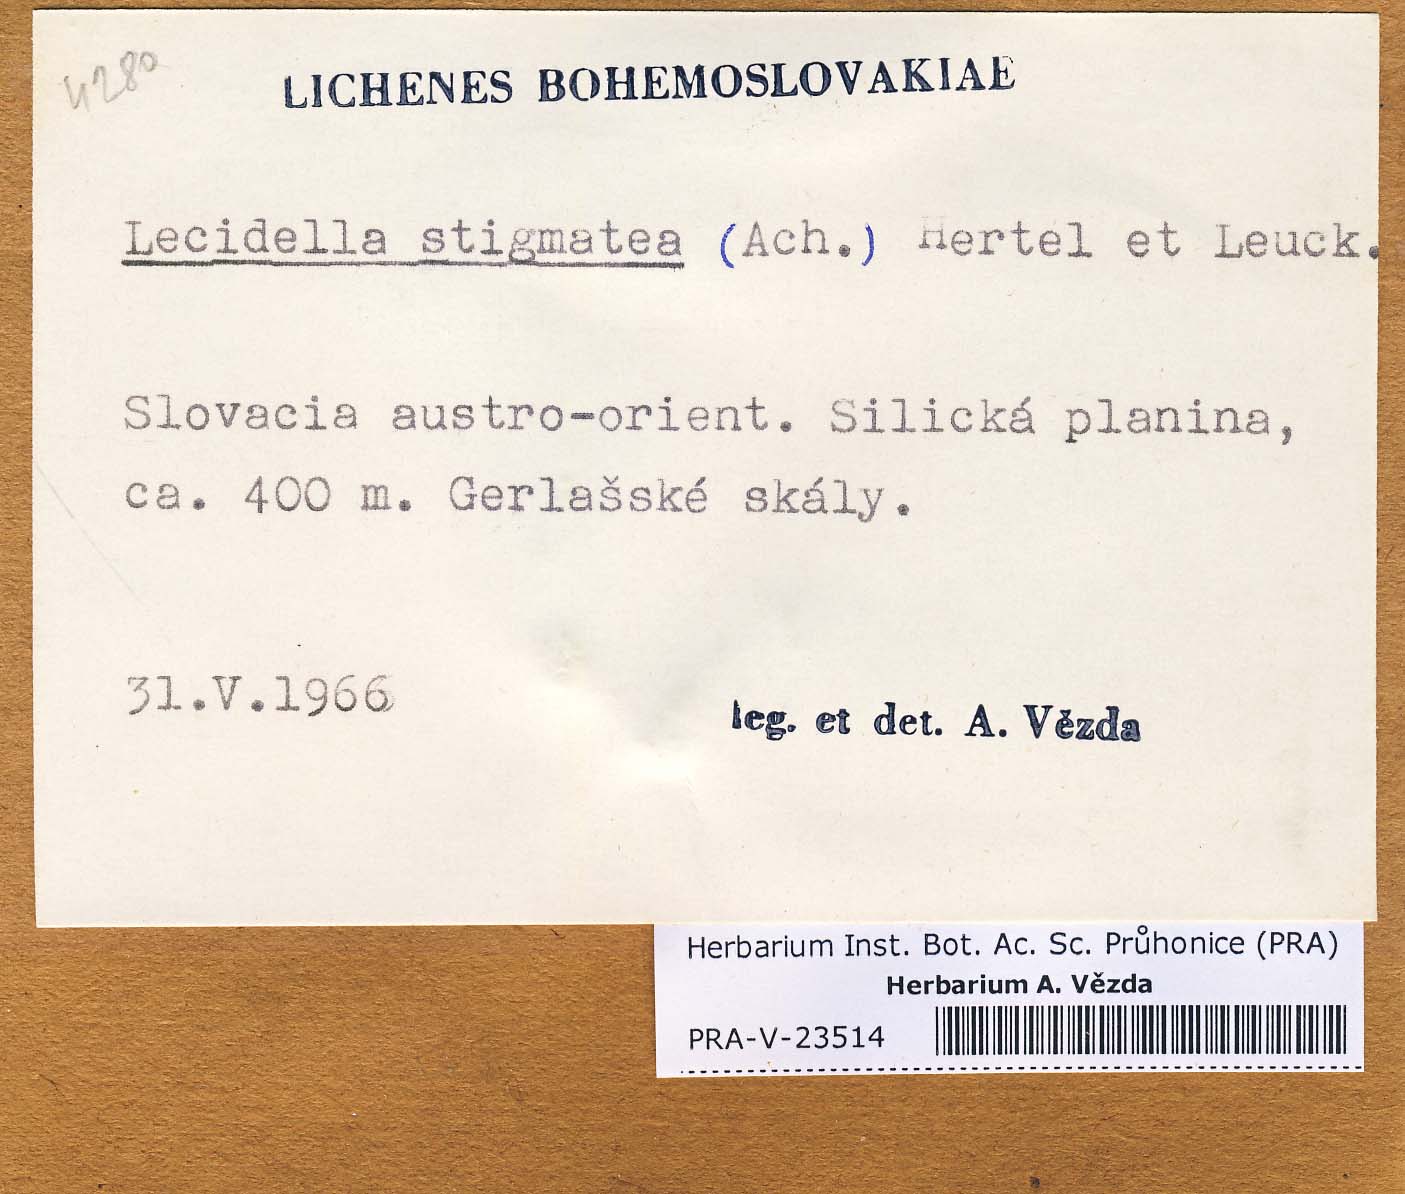 4280
LICHENES BOHEMOSLOVAKIAE
Lecidella stigmatea (Ach.) Hertel et Leuck.
Slovacia austro-orient. Silická planina,
ca. 400 m. Gerlašské skály.
31.V.1966
leg. et det. A. Vězda
Herbarium Inst. Bot. Ac. Sc. Průhonice (PRA)
Herbarium A. Vězda
PRA-V-23514